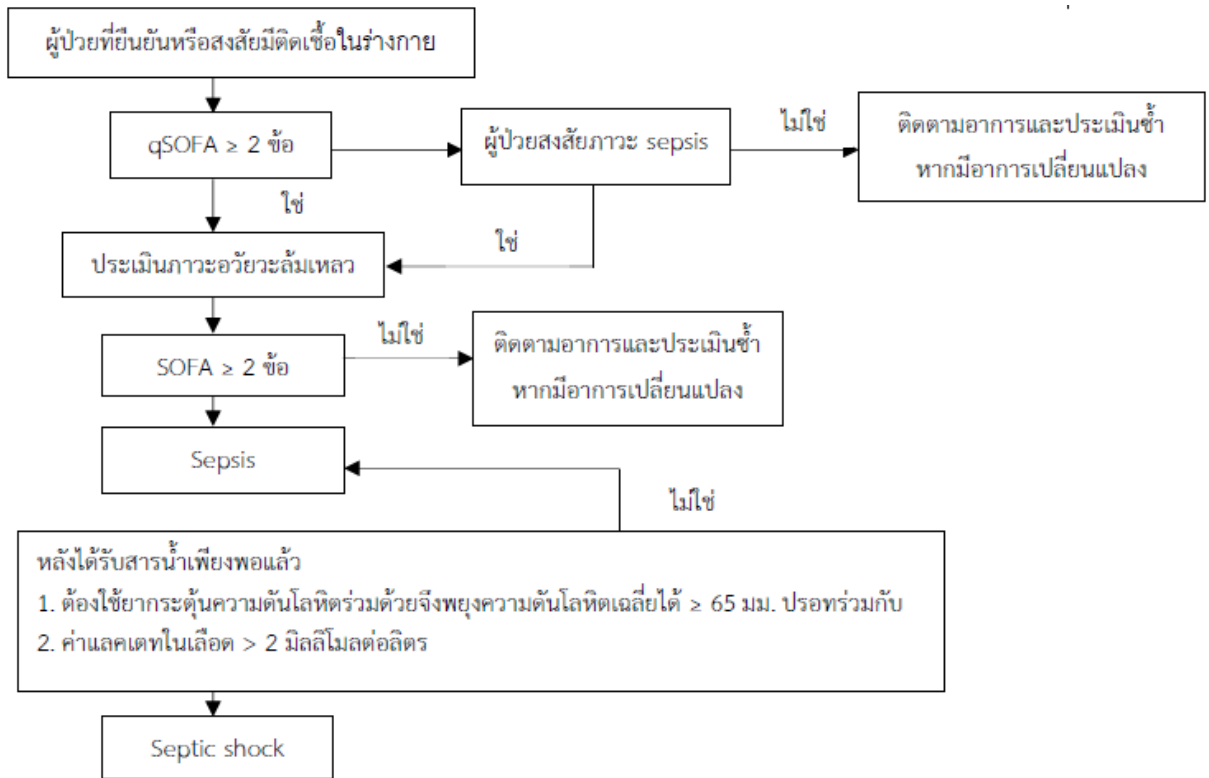 ผู้ป่วยที่ยืนยันหรือสงสัยมีติดเชื้อในร่างกาย
qSOFA ≥ 2 ข้อ
ผู้ป่วยสงสัยภาวะ sepsis
ไม่ใช่
ติดตามอาการและประเมินซ้ำ
หากมีอาการเปลี่ยนแปลง
ใช่
ใช่
ประเมินภาวะอวัยวะล้มเหลว
SOFA ≥ 2 ข้อ
ไม่ใช่
ติดตามอาการและประเมินซ้ำ
หากมีอาการเปลี่ยนแปลง
Sepsis
ไม่ใช่
หลังได้รับสารน้ำเพียงพอแล้ว
1. ต้องใช้ยากระตุ้นความดันโลหิตร่วมด้วยจึงพยุงความดันโลหิตเฉลี่ยได้ ≥ 65 มม. ปรอทร่วมกับ
2. ค่าแลคเตทในเลือด > 2 มิลลิโมลต่อลิตร
Septic shock